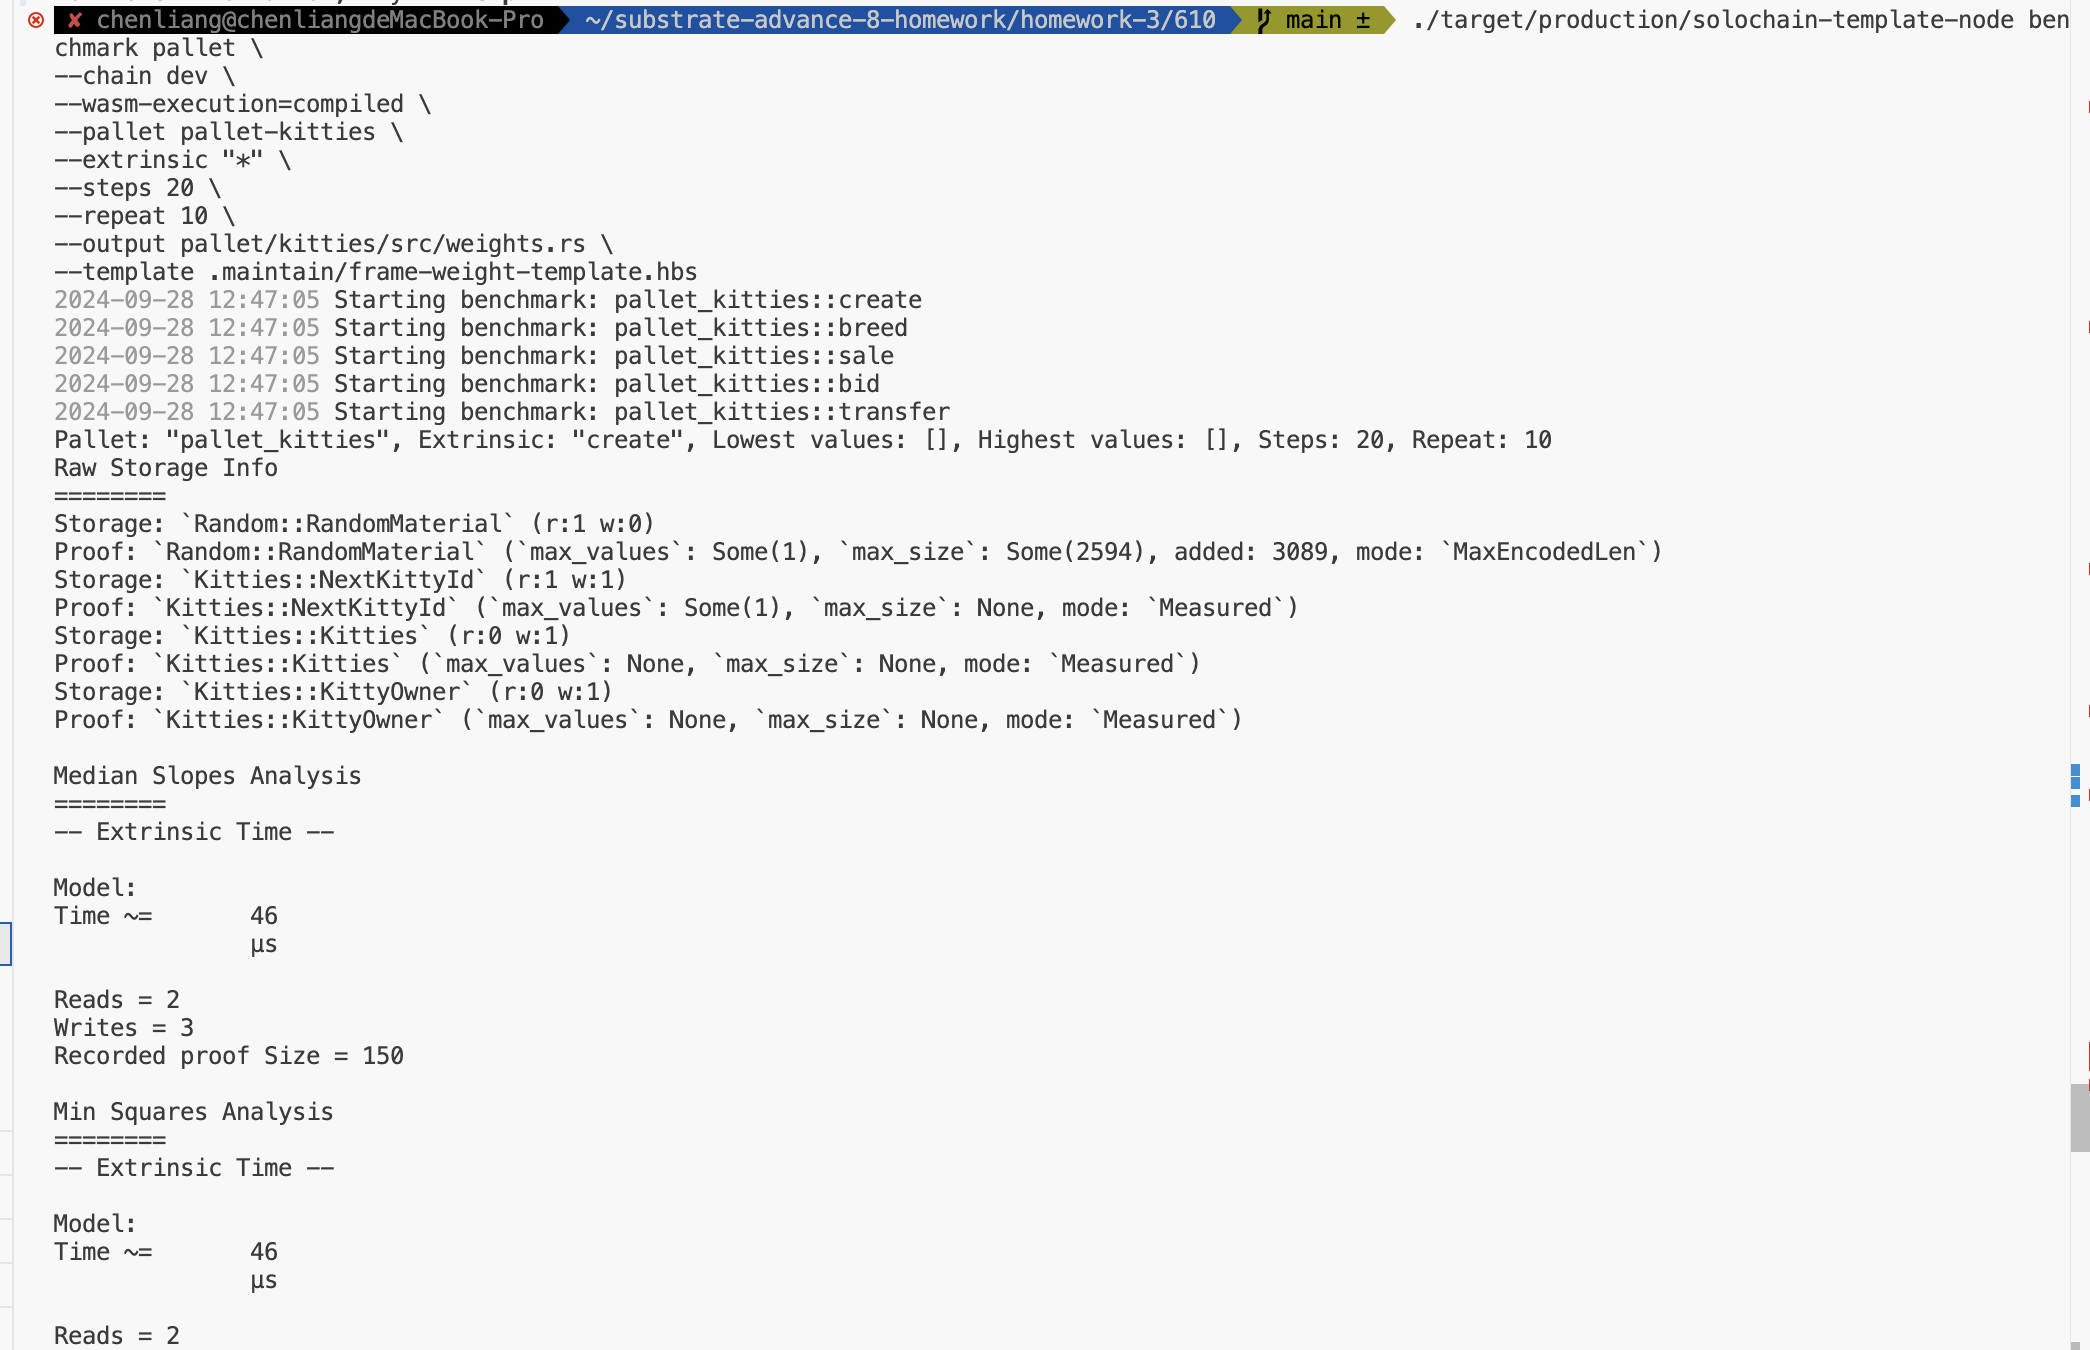 ✘ chenliang@chenliangdeMacBook-Pro ~/substrate-advance-8-homework/homework-3/610 main ± ./target/production/solochain-template-node ben
chmark pallet \
--chain dev \
--wasm-execution=compiled \
--pallet pallet-kitties \
--extrinsic "*" \
--steps 20 \
--repeat 10 \
--output pallet/kitties/src/weights.rs \
--template .maintain/frame-weight-template.hbs
2024-09-28 12:47:05 Starting benchmark: pallet_kitties::create
2024-09-28 12:47:05 Starting benchmark: pallet_kitties::breed
2024-09-28 12:47:05 Starting benchmark: pallet_kitties::sale
2024-09-28 12:47:05 Starting benchmark: pallet_kitties::bid
2024-09-28 12:47:05 Starting benchmark: pallet_kitties::transfer
Pallet: "pallet_kitties", Extrinsic: "create", Lowest values: [], Highest values: [], Steps: 20, Repeat: 10
Raw Storage Info
========
Storage: `Random::RandomMaterial` (r:1 w:0)
Proof: `Random::RandomMaterial` (`max_values`: Some(1), `max_size`: Some(2594), added: 3089, mode: `MaxEncodedLen`)
Storage: `Kitties::NextKittyId` (r:1 w:1)
Proof: `Kitties::NextKittyId` (`max_values`: Some(1), `max_size`: None, mode: `Measured`)
Storage: `Kitties::Kitties` (r:0 w:1)
Proof: `Kitties::Kitties` (`max_values`: None, `max_size`: None, mode: `Measured`)
Storage: `Kitties::KittyOwner` (r:0 w:1)
Proof: `Kitties::KittyOwner` (`max_values`: None, `max_size`: None, mode: `Measured`)
Median Slopes Analysis
========
-- Extrinsic Time --
Model:
Time ~= 46
µs
Reads = 2
Writes = 3
Recorded proof Size = 150
Min Squares Analysis
========
-- Extrinsic Time --
Model:
Time ~= 46
µs
Reads = 2